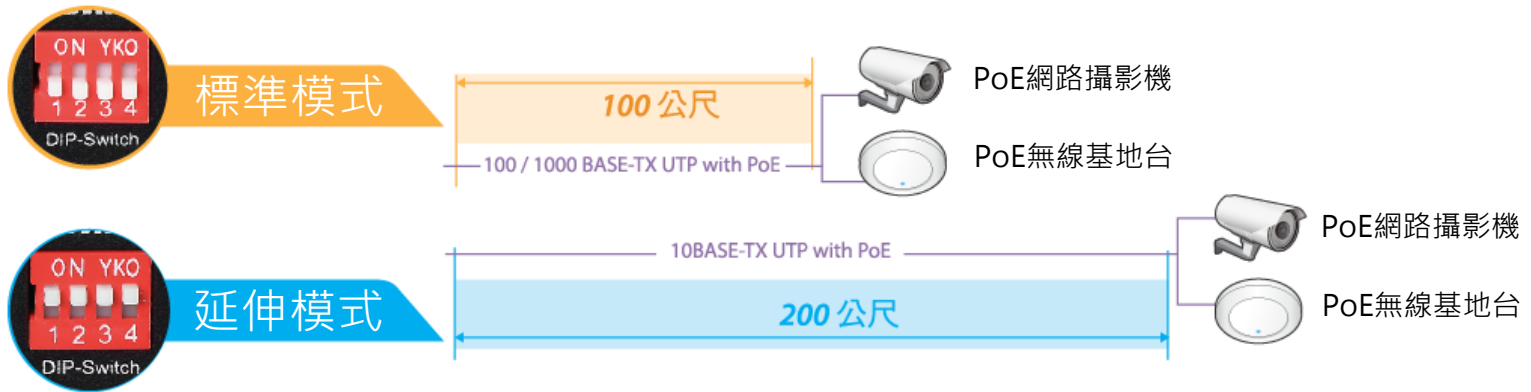 ON YKO
1 2 3 4
DIP-Switch
標準模式
100 公尺
100 / 1000 BASE-TX UTP with PoE
PoE網路攝影機
PoE無線基地台
ON YKO
1 2 3 4
DIP-Switch
延伸模式
10BASE-TX UTP with PoE
200 公尺
PoE網路攝影機
PoE無線基地台